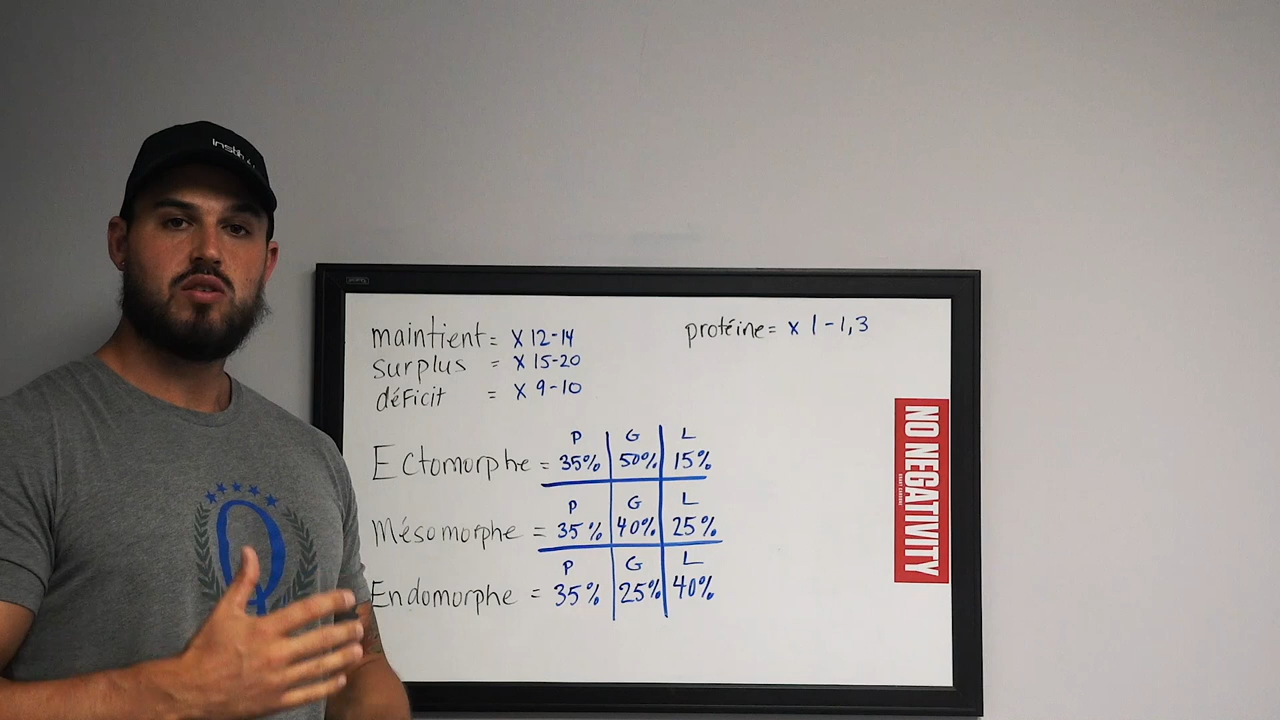 maintient = x 12-14
surplus = x 15-20
déficit = x 9-10
protéine = x 1-1,3
P G L
Ectomorphe = 35% 50% 15%
P G L
Mésomorphe = 35% 40% 25%
P G L
Endomorphe = 35% 25% 40%
NO NEGATIVITY
Q